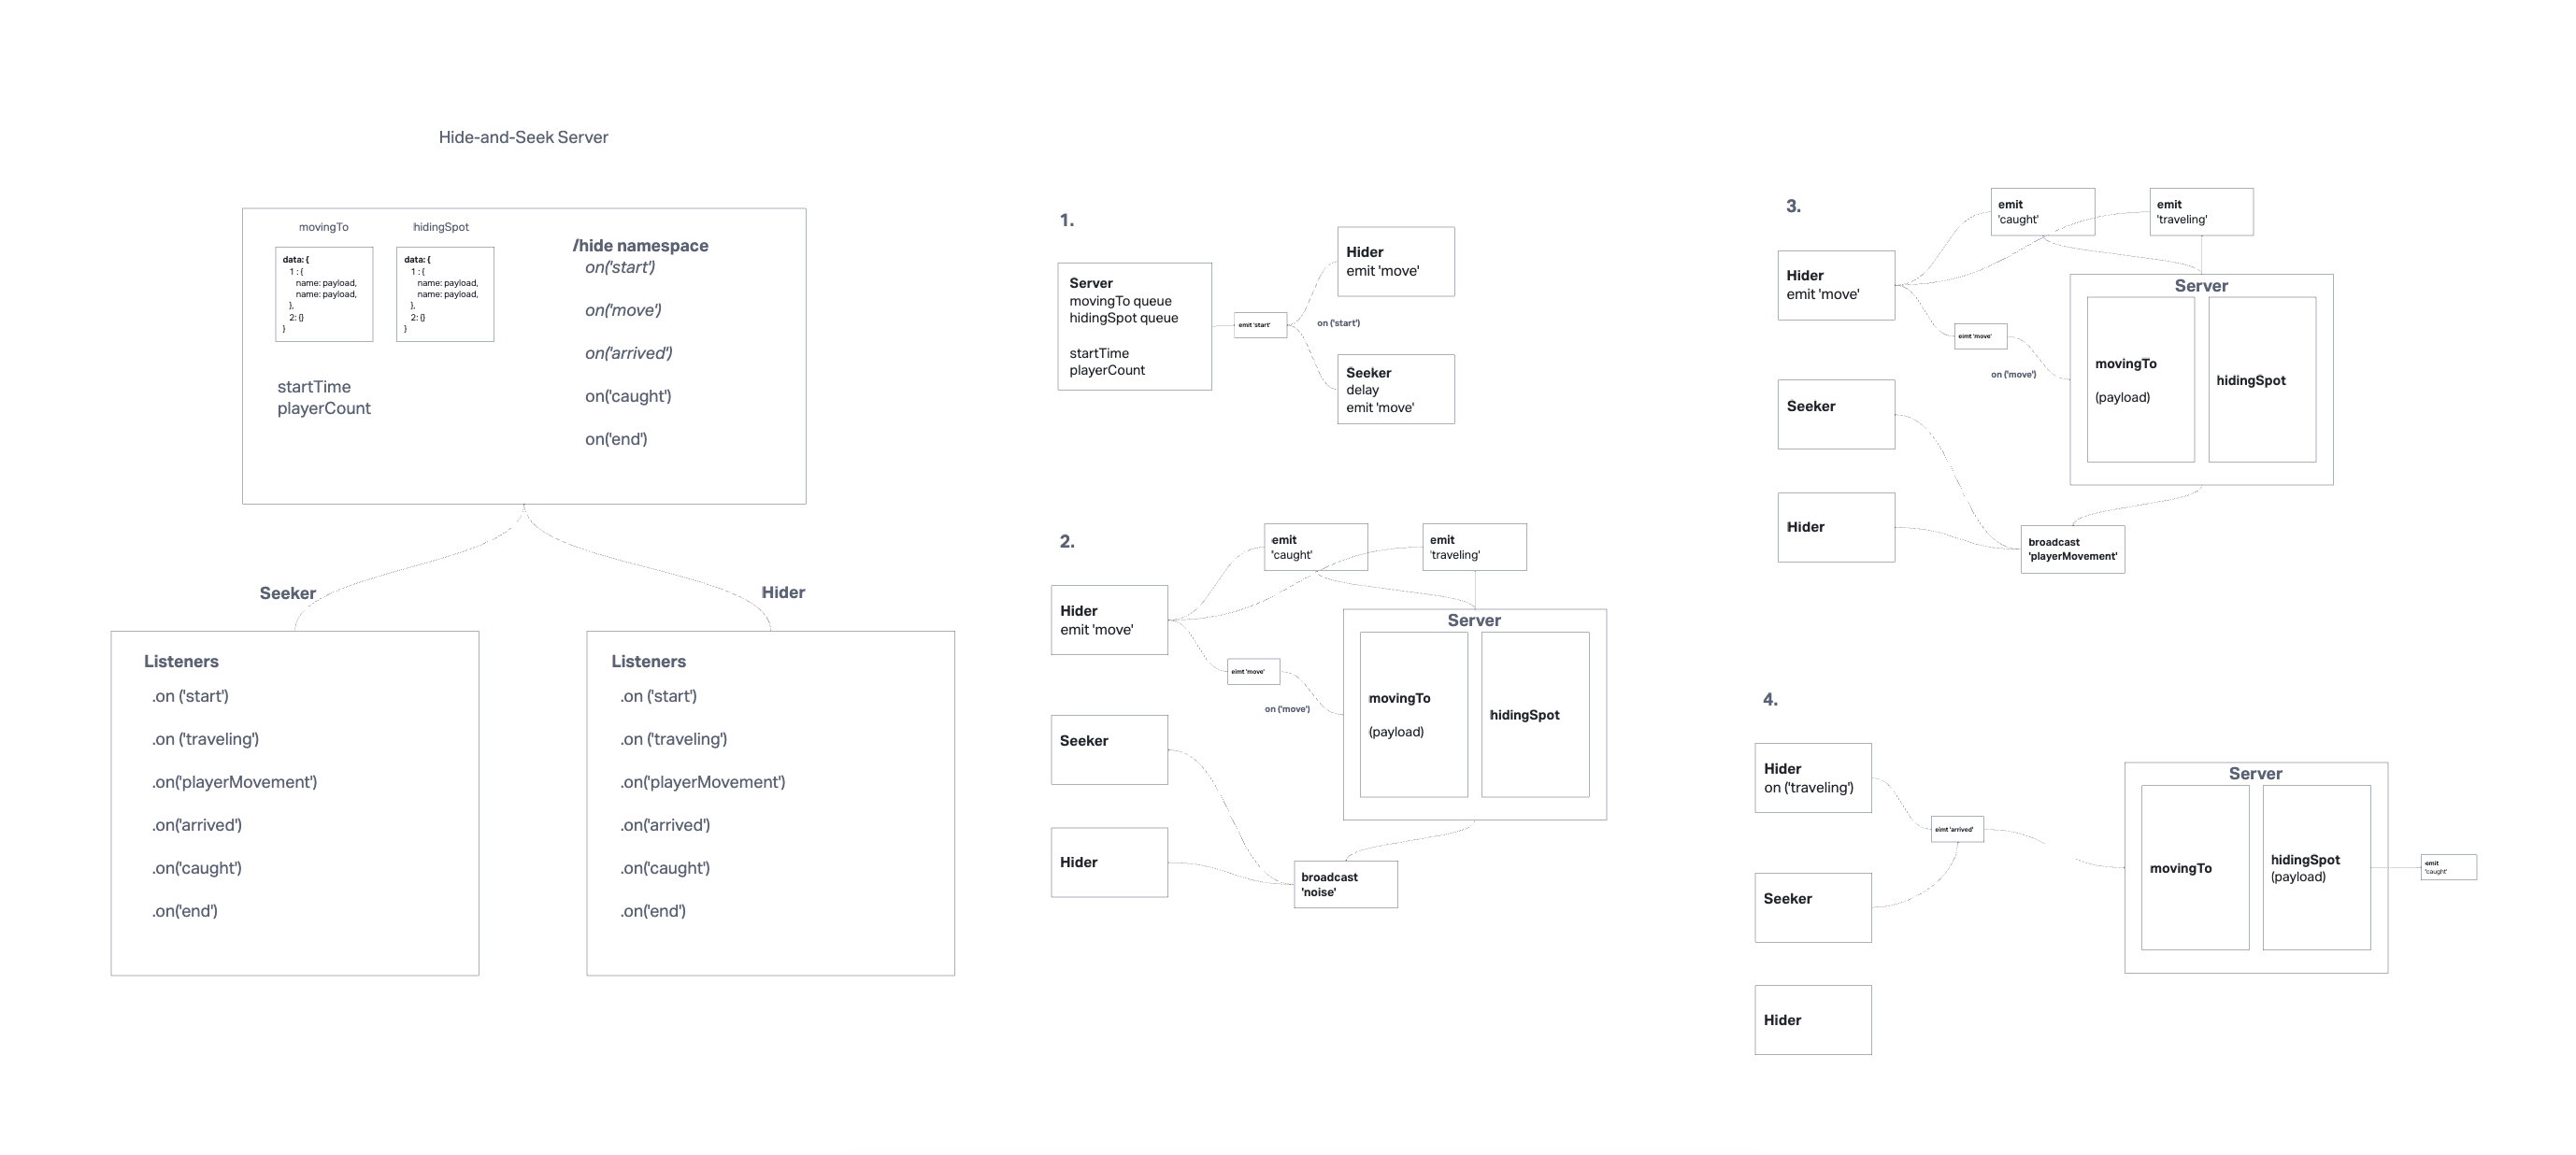 Hide-and-Seek Server
movingTo
hidingSpot
data: {
1 : {
name: payload,
name: payload,
},
2: {}
}
data: {
1 : {
name: payload,
name: payload,
},
2: {}
}
startTime
playerCount
/hide namespace
on('start')
on('move')
on('arrived')
on('caught')
on('end')
Seeker
Hider
Listeners
.on ('start')
.on ('traveling')
.on('playerMovement')
.on('arrived')
.on('caught')
.on('end')
Listeners
.on ('start')
.on ('traveling')
.on('playerMovement')
.on('arrived')
.on('caught')
.on('end')
1.
Server
movingTo queue
hidingSpot queue
startTime
playerCount
emit 'start'
on ('start')
Hider
emit 'move'
Seeker
delay
emit 'move'
2.
emit
'caught'
emit
'traveling'
Hider
emit 'move'
eimt 'move'
on ('move')
Server
movingTo
(payload)
hidingSpot
Seeker
Hider
broadcast
'noise'
3.
emit
'caught'
emit
'traveling'
Hider
emit 'move'
eimt 'move'
on ('move')
Server
movingTo
(payload)
hidingSpot
Seeker
Hider
broadcast
'playerMovement'
4.
Hider
on ('traveling')
eimt 'arrived'
Seeker
Hider
Server
movingTo
hidingSpot
(payload)
emit
'caught'